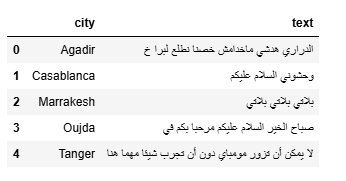 city text
0 Agadir الدراري هدشي ماخدامش خصنا نطلع لبرا خ
1 Casablanca وحشوني السلام عليكم
2 Marrakesh بلاتي بلاتي بلاتي
3 Oujda صباح الخير السلام عليكم مرحبا بكم في
4 Tanger لا يمكن أن تزور مومباي دون أن تجرب شيئا مهما هنا